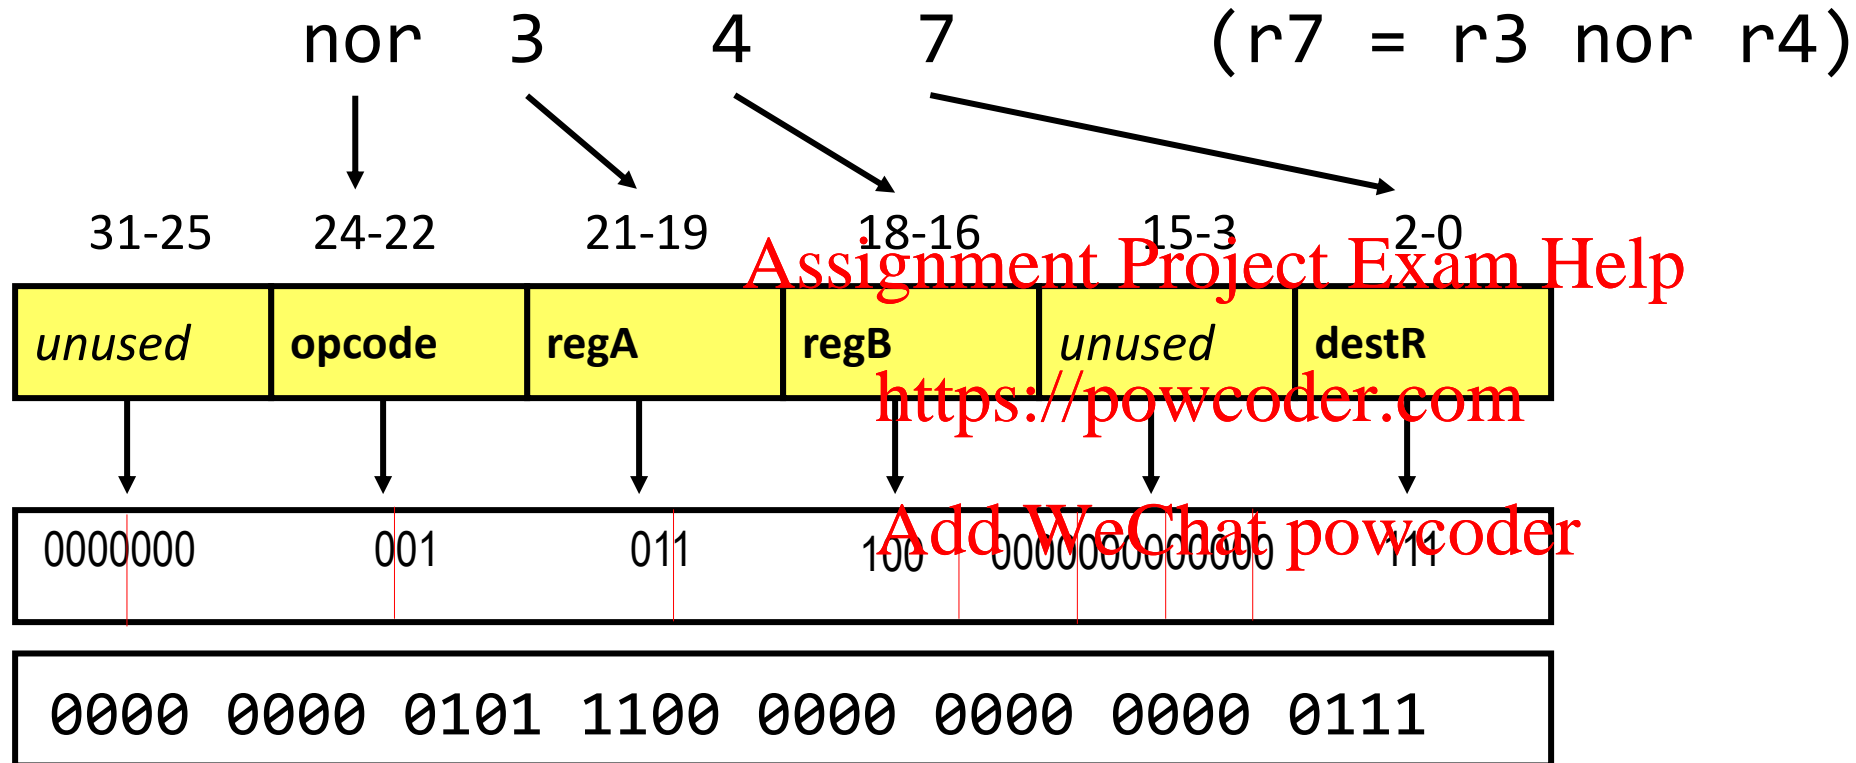 nor 3 4 7 (r7 = r3 nor r4)
31-25 24-22 21-19 18-16 15-3 2-0
Assignment Project Exam Help
unused opcode regA regB unused destR
https://powcoder.com
Add WeChat powcoder
0000000 001 011 100 0000000000000 111
0000 0000 0101 1100 0000 0000 0000 0111